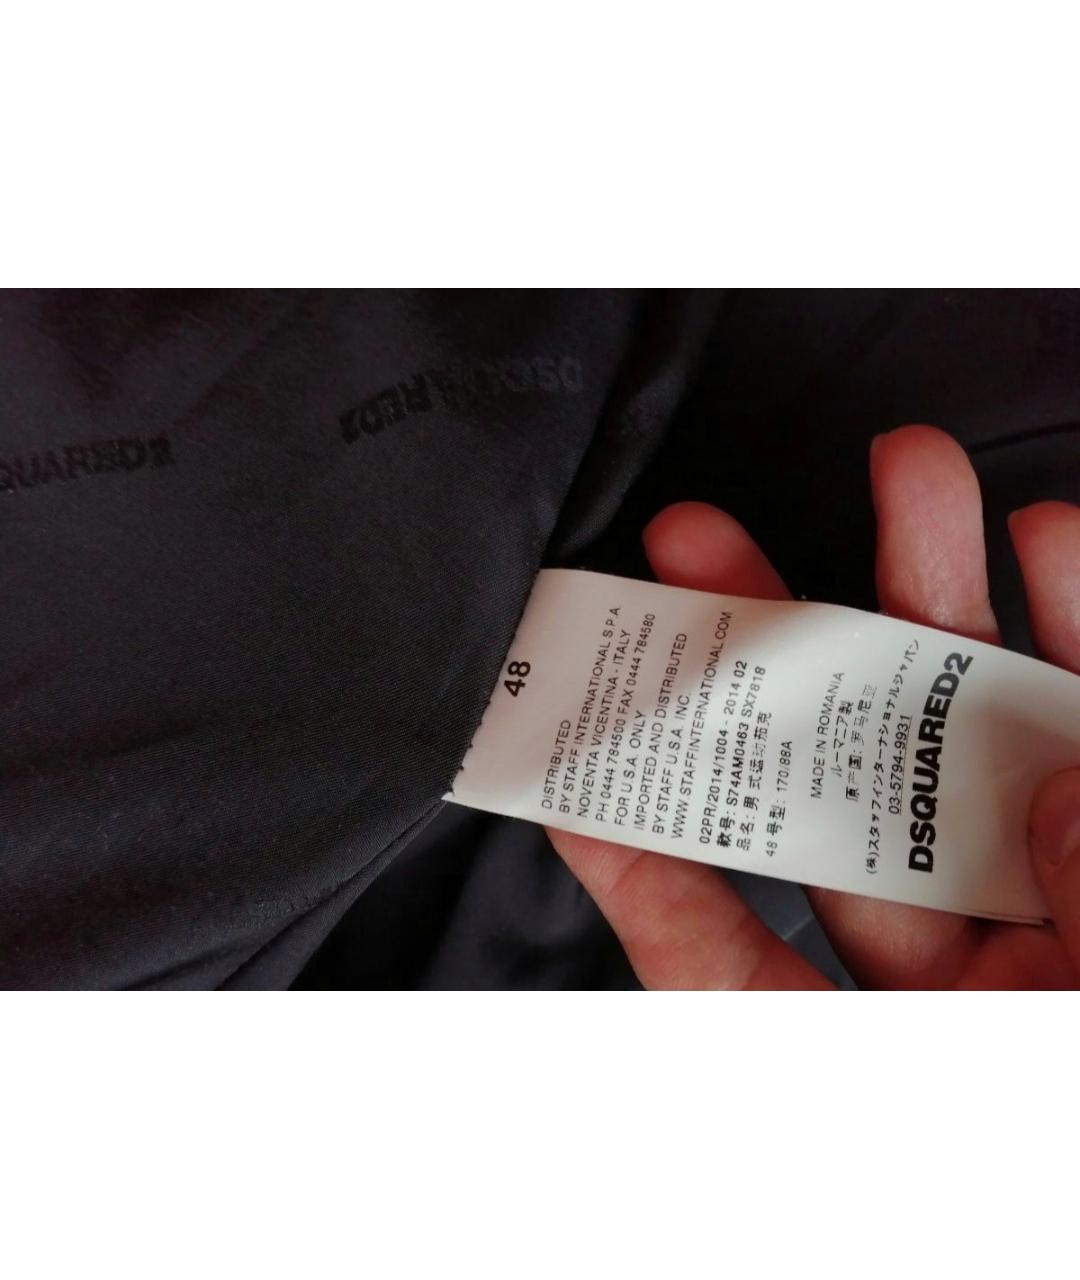 SQUARED2
DSQUARED2
48
DISTRIBUTED
BY STAFF INTERNATIONAL S.P.A.
NOVENTA VICENTINA - ITALY
PH 0444 784500 FAX 0444 784580
FOR U.S.A. ONLY
IMPORTED AND DISTRIBUTED
BY STAFF U.S.A. INC.
WWW.STAFFINTERNATIONAL.COM
02PR/2014/1004 - 2014 02
款号: S74AM0463 SX7818
品名: 男式运动茄克
48 号型: 170/88A
MADE IN ROMANIA
ルーマニア製
原产国: 罗马尼亚
(株)スタッフインターナショナルジャパン
03-5794-9931
DSQUARED2